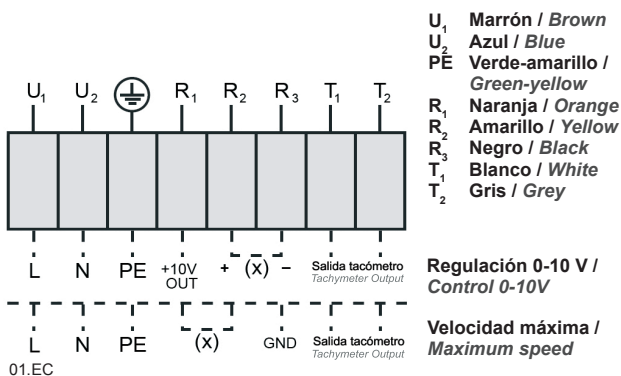 U1 U2 R1 R2 R3 T1 T2
L N PE +10V OUT + (x) – Salida tacómetro
Tachymeter Output
L N PE (x) GND Salida tacómetro
Tachymeter Output
01.EC
U1 Marrón / Brown
U2 Azul / Blue
PE Verde-amarillo /
Green-yellow
R1 Naranja / Orange
R2 Amarillo / Yellow
R3 Negro / Black
T1 Blanco / White
T2 Gris / Grey
Regulación 0-10 V /
Control 0-10V
Velocidad máxima /
Maximum speed